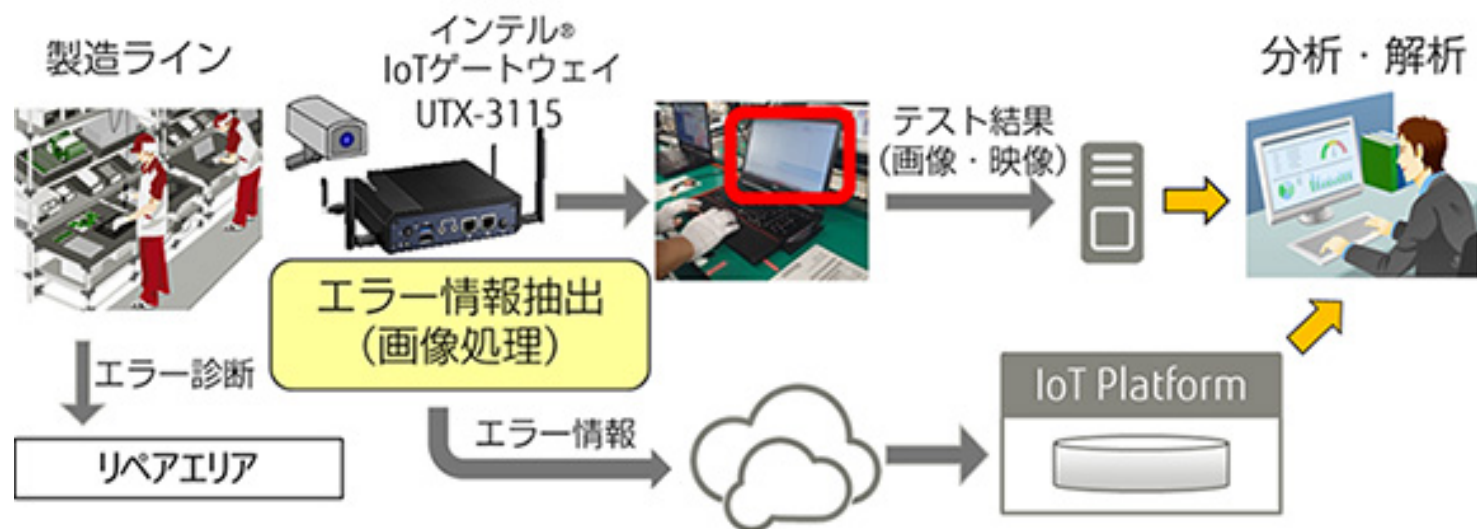 製造ライン
インテル®
IoTゲートウェイ
UTX-3115
テスト結果
(画像・映像)
分析・解析
エラー情報抽出
(画像処理)
エラー診断
リペアエリア
エラー情報
IoT Platform